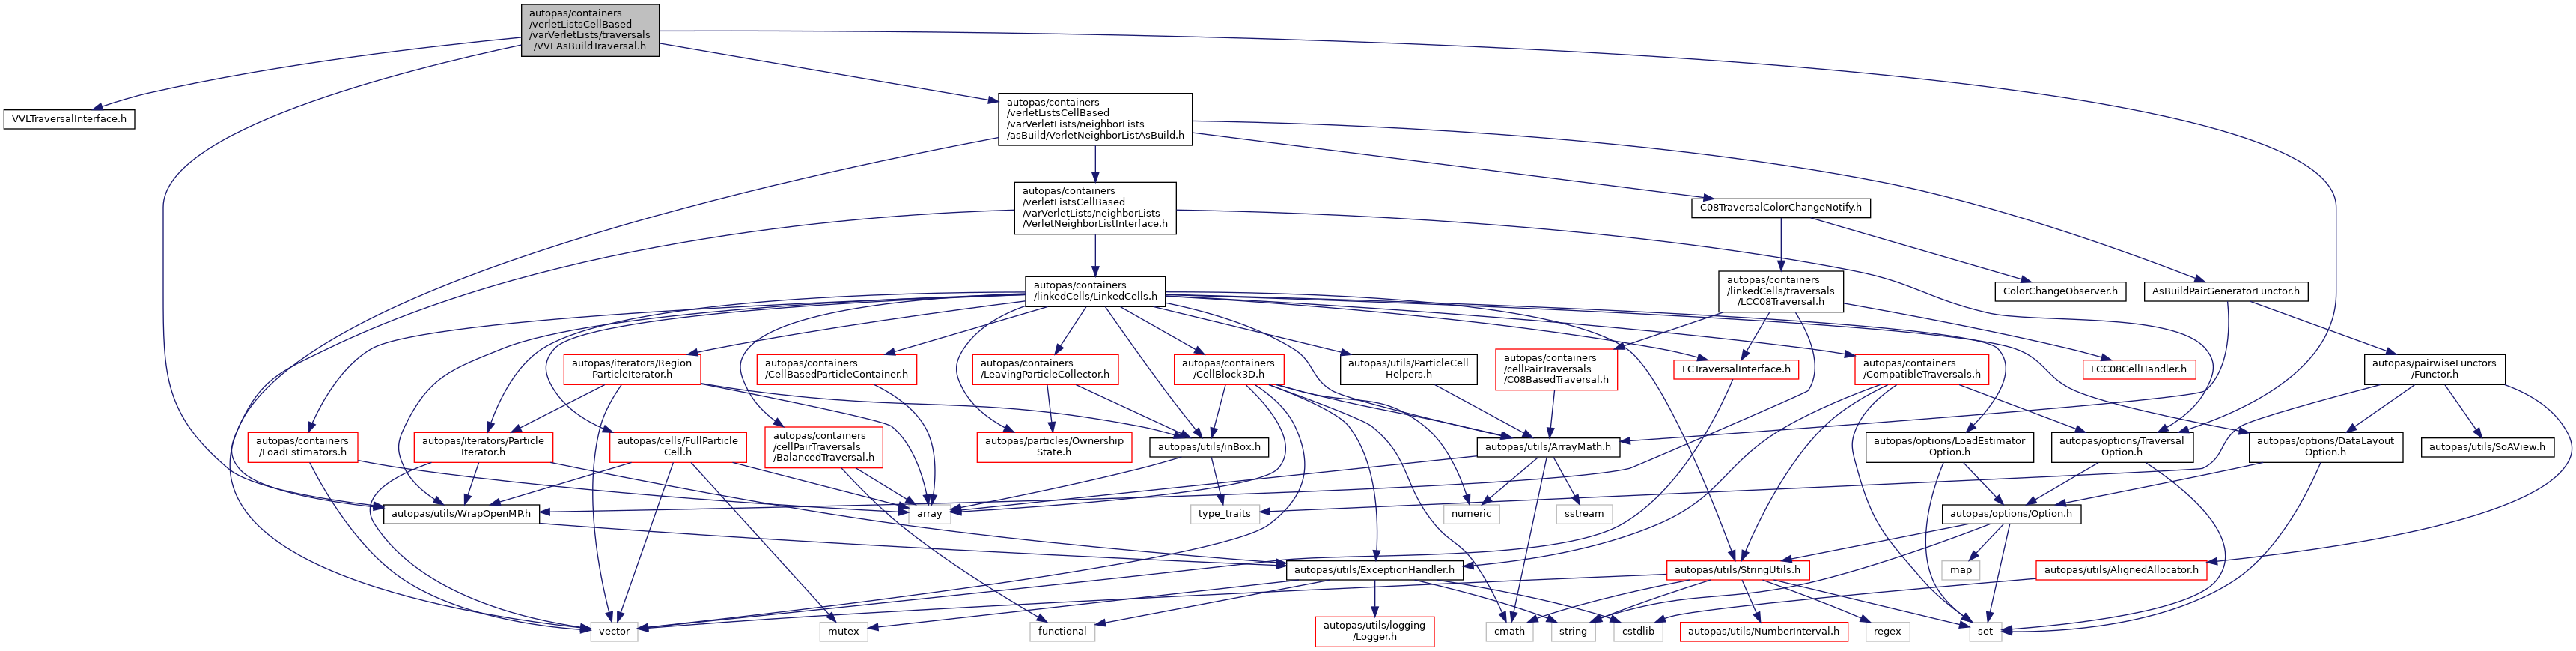 autopas/containers
/verletListsCellBased
/varVerletLists/traversals
/VVLAsBuildTraversal.h
VVLTraversalInterface.h
autopas/containers
/verletListsCellBased
/varVerletLists/neighborLists
/asBuild/VerletNeighborListAsBuild.h
autopas/containers
/verletListsCellBased
/varVerletLists/neighborLists
/VerletNeighborListInterface.h
C08TraversalColorChangeNotify.h
autopas/containers
/linkedCells/LinkedCells.h
autopas/containers
/linkedCells/traversals
/LCC08Traversal.h
ColorChangeObserver.h
AsBuildPairGeneratorFunctor.h
autopas/iterators/Region
ParticleIterator.h
autopas/containers
/CellBasedParticleContainer.h
autopas/containers
/LeavingParticleCollector.h
autopas/containers
/CellBlock3D.h
autopas/utils/ParticleCell
Helpers.h
autopas/containers
/cellPairTraversals
/C08BasedTraversal.h
LCTraversalInterface.h
autopas/containers
/CompatibleTraversals.h
LCC08CellHandler.h
autopas/pairwiseFunctors
/Functor.h
autopas/containers
/LoadEstimators.h
autopas/iterators/Particle
Iterator.h
autopas/cells/FullParticle
Cell.h
autopas/containers
/cellPairTraversals
/BalancedTraversal.h
autopas/particles/Ownership
State.h
autopas/utils/inBox.h
autopas/utils/ArrayMath.h
autopas/options/LoadEstimator
Option.h
autopas/options/Traversal
Option.h
autopas/options/DataLayout
Option.h
autopas/utils/SoAView.h
autopas/utils/WrapOpenMP.h
array
type_traits
numeric
sstream
autopas/options/Option.h
autopas/utils/ExceptionHandler.h
autopas/utils/StringUtils.h
map
autopas/utils/AlignedAllocator.h
vector
mutex
functional
autopas/utils/logging
/Logger.h
cmath
string
cstdlib
autopas/utils/NumberInterval.h
regex
set